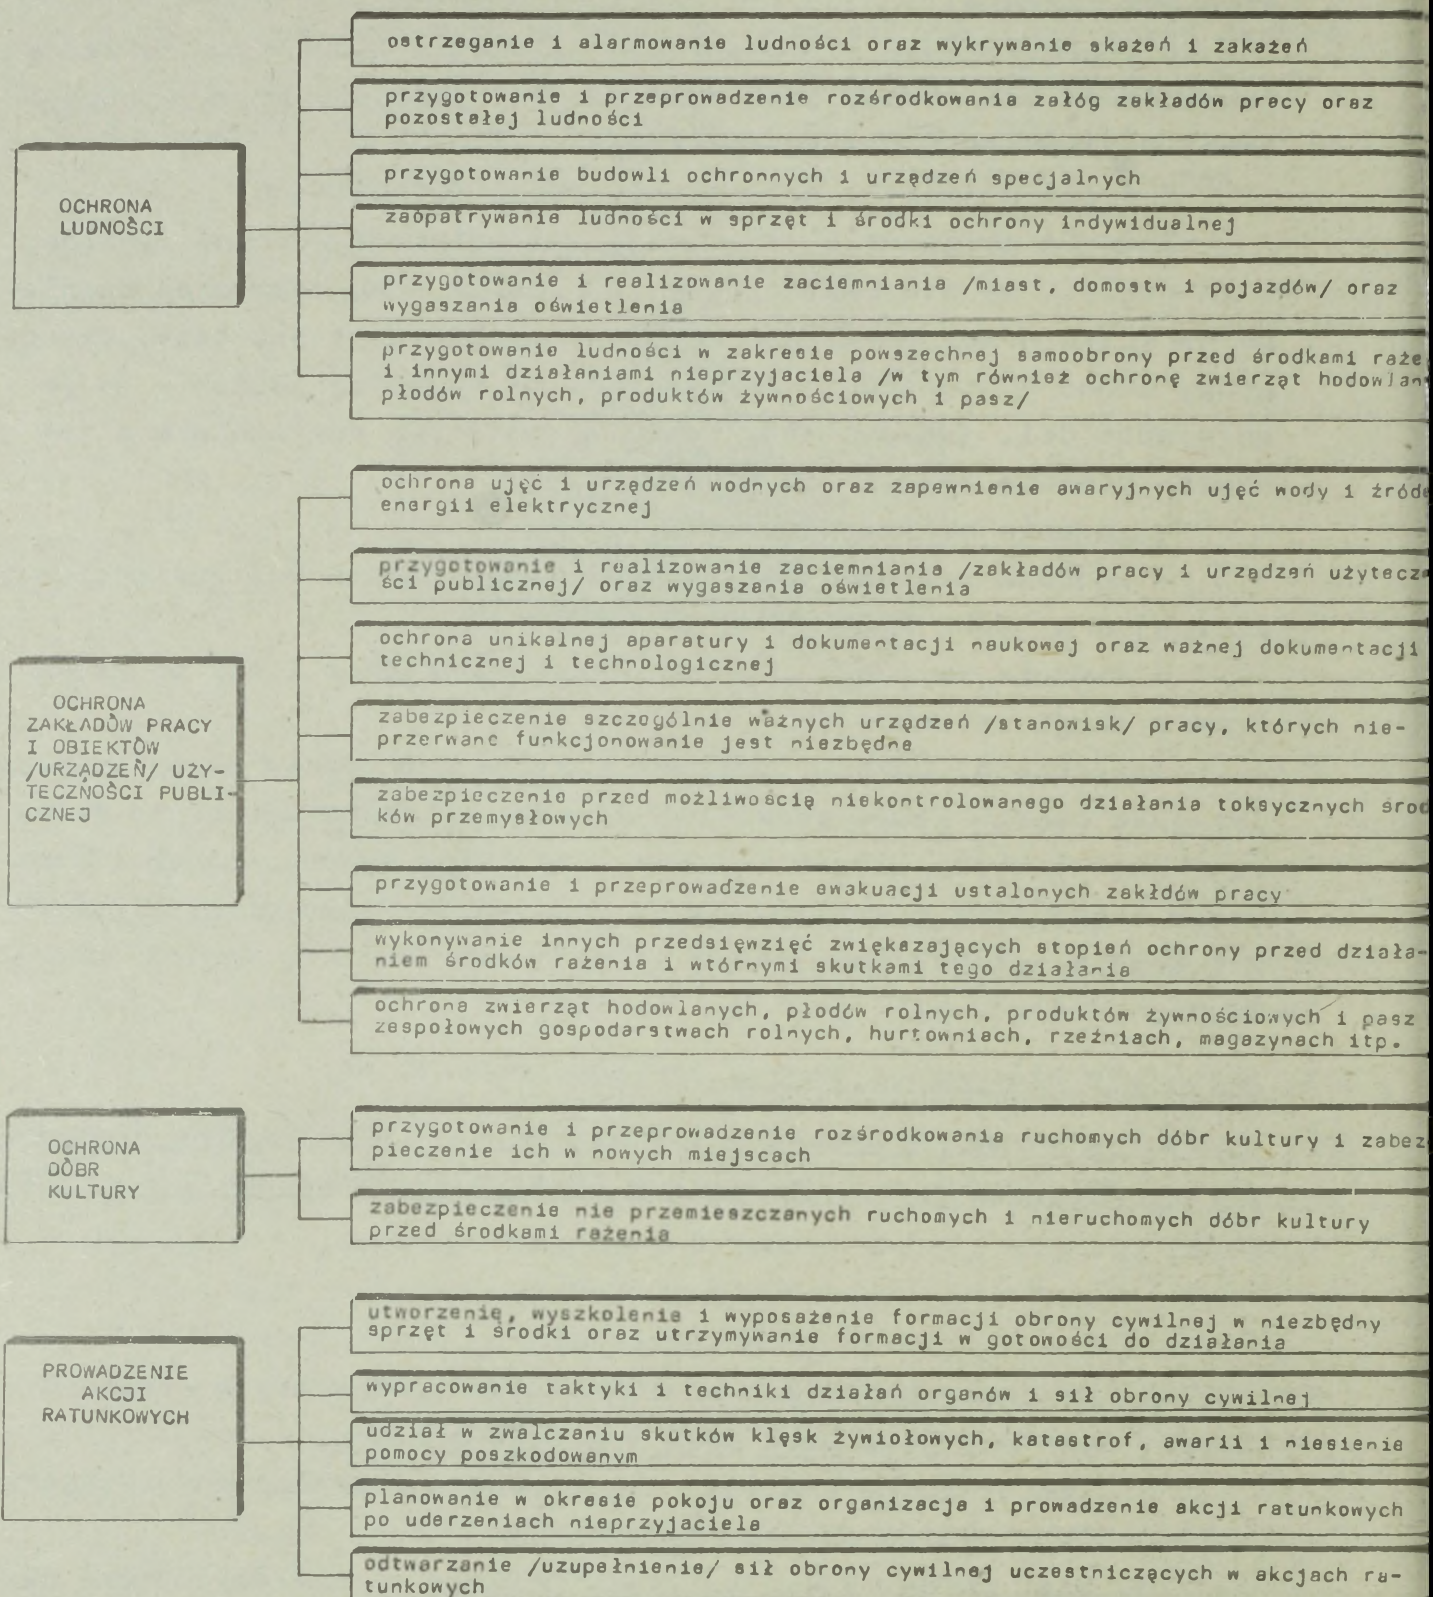 OCHRONA
LUDNOŚCI
ostrzeganie i alarmowanie ludności oraz wykrywanie skażeń i zakażeń
przygotowanie i przeprowadzenie rozśrodkowania załóg zakładów pracy oraz
pozostałej ludności
przygotowanie budowli ochronnych i urządzeń specjalnych
zaopatrywanie ludności w sprzęt i środki ochrony indywidualnej
przygotowanie i realizowanie zaciemniania /miast, domostw i pojazdów/ oraz
wygaszania oświetlenia
przygotowanie ludności w zakresie powszechnej samoobrony przed środkami raże
i innymi działaniami nieprzyjaciela /w tym również ochronę zwierząt hodowlan
płodów rolnych, produktów żywnościowych i pasz/
OCHRONA
ZAKŁADÓW PRACY
I OBIEKTÓW
/URZĄDZEŃ/ UŻY-
TECZNOŚCI PUBLI-
CZNEJ
ochrona ujęć i urządzeń wodnych oraz zapewnienie awaryjnych ujęć wody i źróde
energii elektrycznej
przygotowanie i realizowanie zaciemniania /zakładów pracy i urządzeń użytecz
ści publicznej/ oraz wygaszania oświetlenia
ochrona unikalnej aparatury i dokumentacji naukowej oraz ważnej dokumentacji
technicznej i technologicznej
zabezpieczenie szczególnie ważnych urządzeń /stanowisk/ pracy, których nie-
przerwane funkcjonowanie jest niezbędne
zabezpieczenie przed możliwością niekontrolowanego działania toksycznych środ
ków przemysłowych
przygotowanie i przeprowadzenie ewakuacji ustalonych zakłdów pracy
wykonywanie innych przedsięwzięć zwiększających stopień ochrony przed działa-
niem środków rażenia i wtórnymi skutkami tego działania
ochrona zwierząt hodowlanych, płodów rolnych, produktów żywnościowych i pasz
zespołowych gospodarstwach rolnych, hurtowniach, rzeźniach, magazynach itp.
OCHRONA
DÓBR
KULTURY
przygotowanie i przeprowadzenie rozśrodkowania ruchomych dóbr kultury i zabez
pieczenie ich w nowych miejscach
zabezpieczenie nie przemieszczanych ruchomych i nieruchomych dóbr kultury
przed środkami rażenia
PROWADZENIE
AKCJI
RATUNKOWYCH
utworzenie, wyszkolenie i wyposażenie formacji obrony cywilnej w niezbędny
sprzęt i środki oraz utrzymywanie formacji w gotowości do działania
wypracowanie taktyki i techniki działań organów i sił obrony cywilnej
udział w zwalczaniu skutków klęsk żywiołowych, katastrof, awarii i niesienie
pomocy poszkodowanym
planowanie w okresie pokoju oraz organizacja i prowadzenie akcji ratunkowych
po uderzeniach nieprzyjaciela
odtwarzanie /uzupełnienie/ sił obrony cywilnej uczestniczących w akcjach ra-
tunkowych